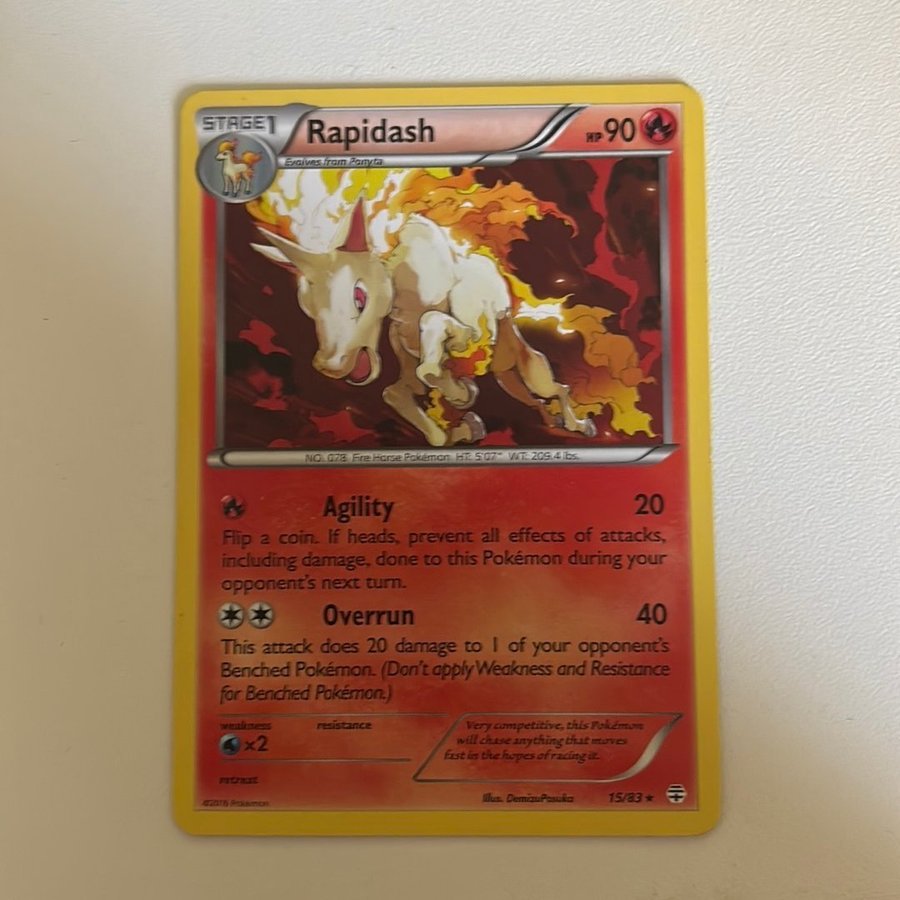 STAGE1 Rapidash HP 90
Evolves from Ponyta
NO. 078 Fire Horse Pokémon HT: 5'07" WT: 209.4 lbs.
Agility 20
Flip a coin. If heads, prevent all effects of attacks,
including damage, done to this Pokémon during your
opponent's next turn.
Overrun 40
This attack does 20 damage to 1 of your opponent's
Benched Pokémon. (Don't apply Weakness and Resistance
for Benched Pokémon.)
weakness resistance
×2
retreat
Very competitive, this Pokémon
will chase anything that moves
fast in the hopes of racing it.
©2016 Pokémon
Illus. DemizuPosuka
15/83 ★